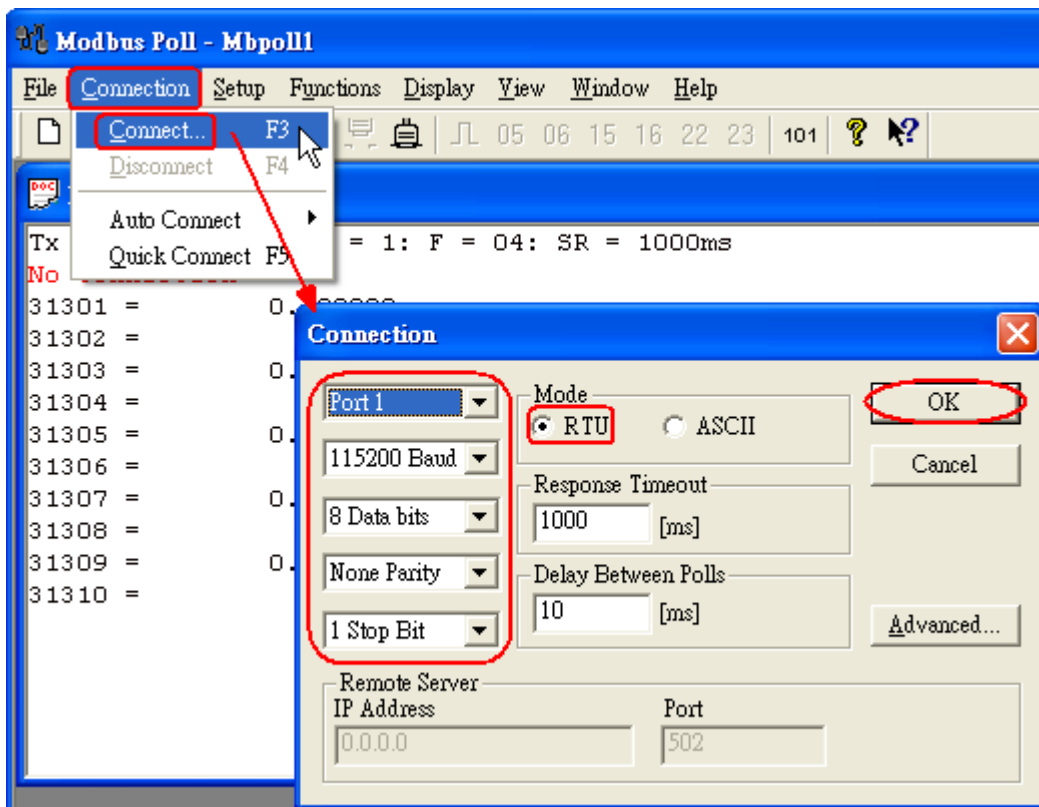 Modbus Poll - Mbpoll1
File Connection Setup Functions Display View Window Help
Connect... F3
05 06 15 16 22 23 101
Disconnect F4
DOC
Auto Connect
Quick Connect F5
Tx = 1: F = 04: SR = 1000ms
No
31301 = 0.
31302 =
31303 = 0.
31304 =
31305 = 0.
31306 =
31307 = 0.
31308 =
31309 = 0.
31310 =
Connection
Port 1
115200 Baud
8 Data bits
None Parity
1 Stop Bit
Mode
RTU ASCII
Response Timeout
1000 [ms]
Delay Between Polls
10 [ms]
OK
Cancel
Advanced...
Remote Server
IP Address Port
0.0.0.0 502